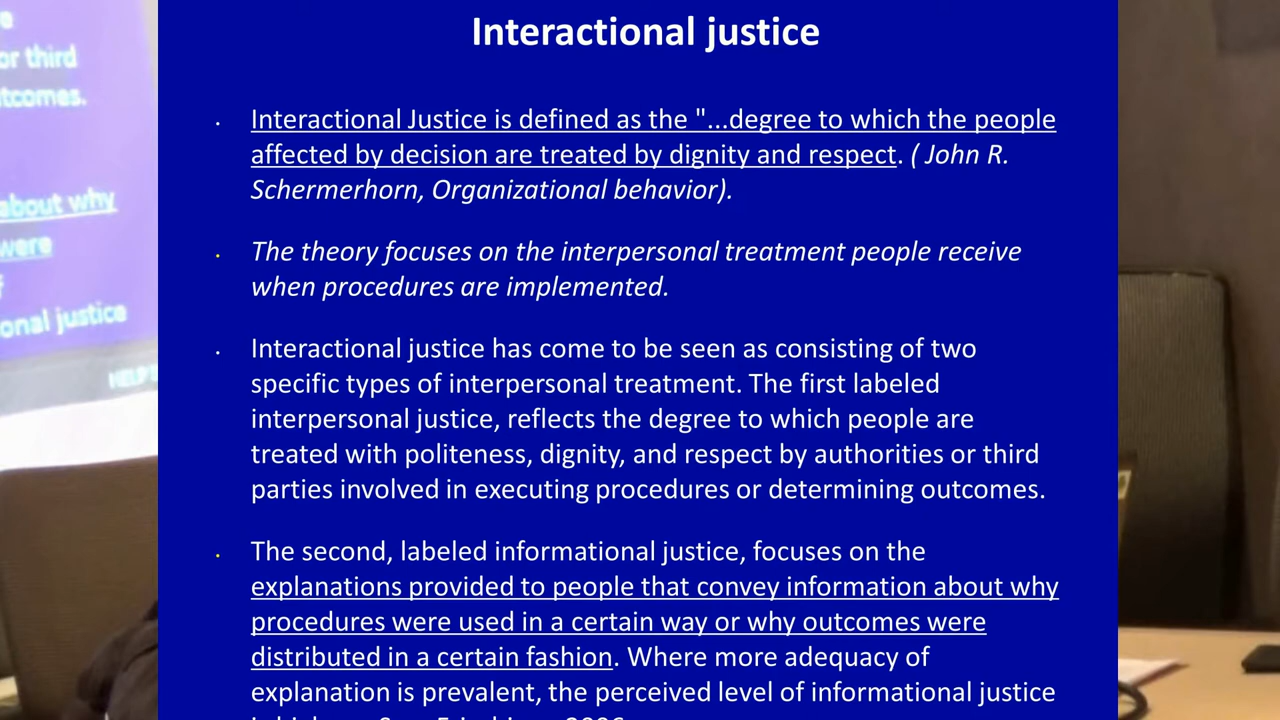 Interactional justice
Interactional Justice is defined as the "...degree to which the people
affected by decision are treated by dignity and respect. ( John R.
Schermerhorn, Organizational behavior).
The theory focuses on the interpersonal treatment people receive
when procedures are implemented.
Interactional justice has come to be seen as consisting of two
specific types of interpersonal treatment. The first labeled
interpersonal justice, reflects the degree to which people are
treated with politeness, dignity, and respect by authorities or third
parties involved in executing procedures or determining outcomes.
The second, labeled informational justice, focuses on the
explanations provided to people that convey information about why
procedures were used in a certain way or why outcomes were
distributed in a certain fashion. Where more adequacy of
explanation is prevalent, the perceived level of informational justice
or third
tcomes.
about why
were
onal justice